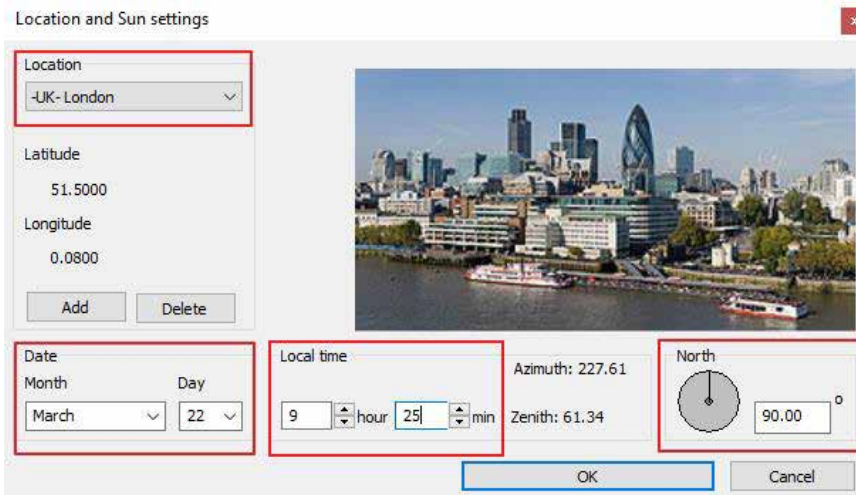 Location and Sun settings
x
Location
-UK- London
Latitude
51.5000
Longitude
0.0800
Add Delete
Date
Month Day
March 22
Local time
9 hour 25 min
Azimuth: 227.61
Zenith: 61.34
North
90.00 °
OK Cancel